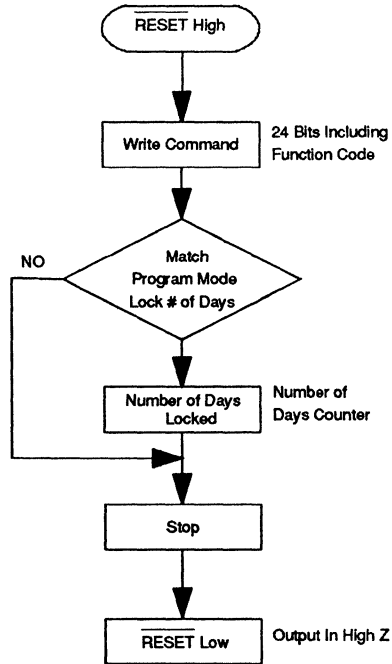 RESET High
Write Command
24 Bits Including
Function Code
Match
Program Mode
Lock # of Days
NO
Number of Days
Locked
Number of
Days Counter
Stop
RESET Low
Output In High Z